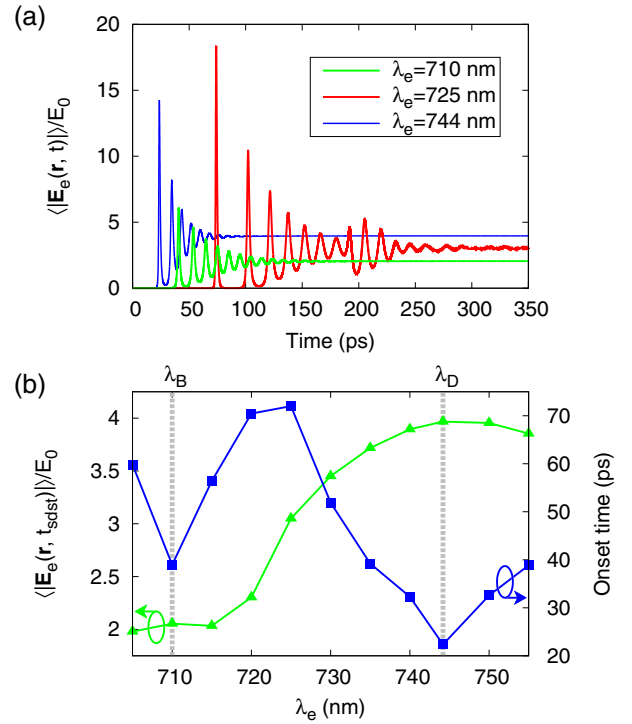 (a)
20
15
10
5
0
⟨|E_e(r, t)|⟩/E_0
λ_e=710 nm
λ_e=725 nm
λ_e=744 nm
0 50 100 150 200 250 300 350
Time (ps)
(b)
λ_B λ_D
4
3.5
3
2.5
2
⟨|E_e(r, t_sdst)|⟩/E_0
70
60
50
40
30
20
Onset time (ps)
710 720 730 740 750
λ_e (nm)